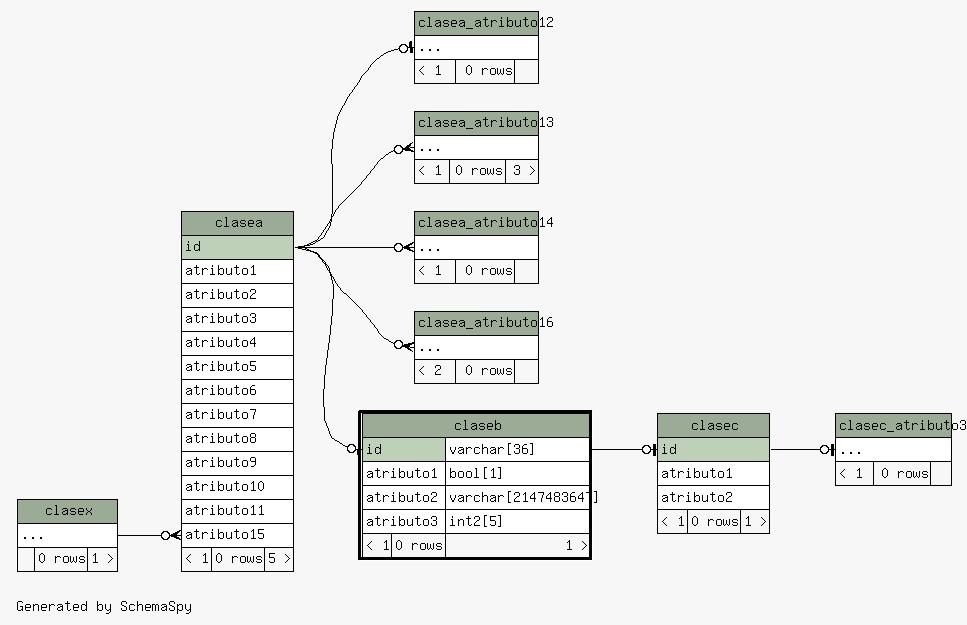 clasea_atributo12
...
< 1 0 rows
clasea_atributo13
...
< 1 0 rows 3 >
clasea_atributo14
...
< 1 0 rows
clasea_atributo16
...
< 2 0 rows
clasea
id
atributo1
atributo2
atributo3
atributo4
atributo5
atributo6
atributo7
atributo8
atributo9
atributo10
atributo11
atributo15
< 1 0 rows 5 >
claseb
id varchar[36]
atributo1 bool[1]
atributo2 varchar[2147483647]
atributo3 int2[5]
< 1 0 rows 1 >
clasec
id
atributo1
atributo2
< 1 0 rows 1 >
clasec_atributo3
...
< 1 0 rows
clasex
...
0 rows 1 >
Generated by SchemaSpy